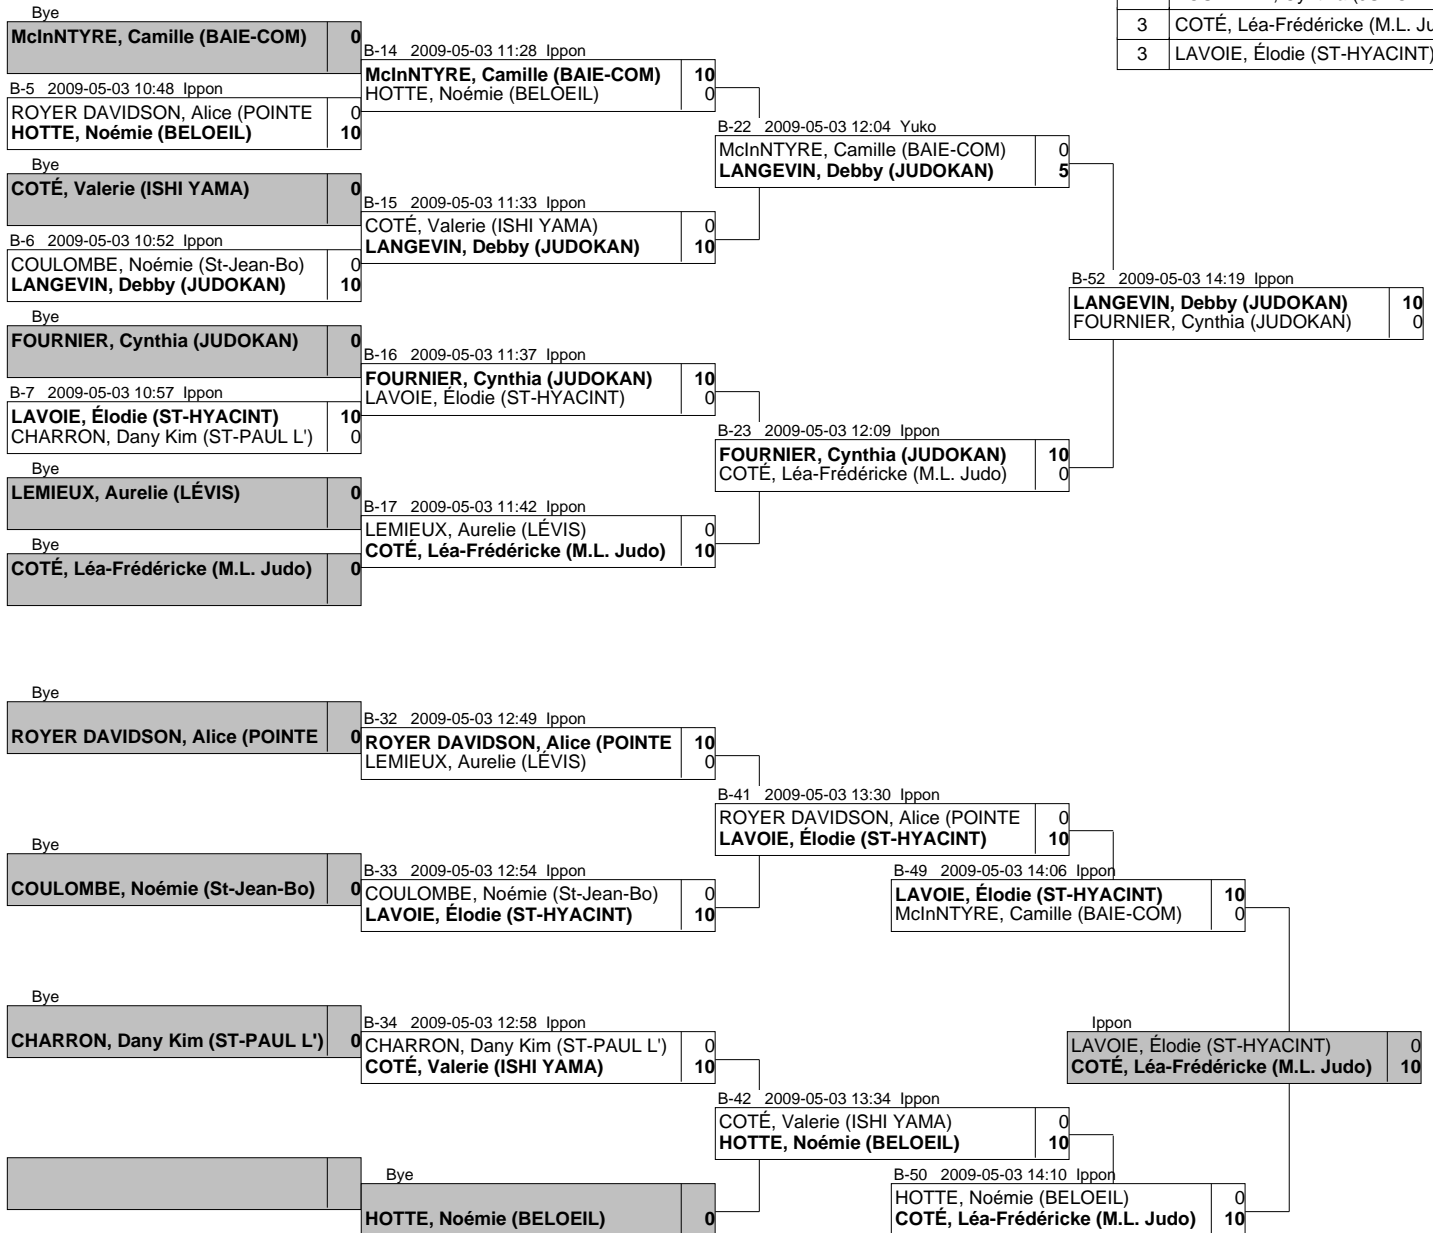 3 COTÉ, Léa-Frédéricke (M.L. Ju
3 LAVOIE, Élodie (ST-HYACINT)
Bye
McInNTYRE, Camille (BAIE-COM) 0
B-5 2009-05-03 10:48 Ippon
ROYER DAVIDSON, Alice (POINTE 0
HOTTE, Noémie (BELOEIL) 10
Bye
COTÉ, Valerie (ISHI YAMA) 0
B-6 2009-05-03 10:52 Ippon
COULOMBE, Noémie (St-Jean-Bo) 0
LANGEVIN, Debby (JUDOKAN) 10
Bye
FOURNIER, Cynthia (JUDOKAN) 0
B-7 2009-05-03 10:57 Ippon
LAVOIE, Élodie (ST-HYACINT) 10
CHARRON, Dany Kim (ST-PAUL L') 0
Bye
LEMIEUX, Aurelie (LÉVIS) 0
Bye
COTÉ, Léa-Frédéricke (M.L. Judo) 0
B-14 2009-05-03 11:28 Ippon
McInNTYRE, Camille (BAIE-COM) 10
HOTTE, Noémie (BELOEIL) 0
B-15 2009-05-03 11:33 Ippon
COTÉ, Valerie (ISHI YAMA) 0
LANGEVIN, Debby (JUDOKAN) 10
B-16 2009-05-03 11:37 Ippon
FOURNIER, Cynthia (JUDOKAN) 10
LAVOIE, Élodie (ST-HYACINT) 0
B-17 2009-05-03 11:42 Ippon
LEMIEUX, Aurelie (LÉVIS) 0
COTÉ, Léa-Frédéricke (M.L. Judo) 10
B-22 2009-05-03 12:04 Yuko
McInNTYRE, Camille (BAIE-COM) 0
LANGEVIN, Debby (JUDOKAN) 5
B-23 2009-05-03 12:09 Ippon
FOURNIER, Cynthia (JUDOKAN) 10
COTÉ, Léa-Frédéricke (M.L. Judo) 0
B-52 2009-05-03 14:19 Ippon
LANGEVIN, Debby (JUDOKAN) 10
FOURNIER, Cynthia (JUDOKAN) 0
Bye
ROYER DAVIDSON, Alice (POINTE 0
Bye
COULOMBE, Noémie (St-Jean-Bo) 0
Bye
CHARRON, Dany Kim (ST-PAUL L') 0
B-32 2009-05-03 12:49 Ippon
ROYER DAVIDSON, Alice (POINTE 10
LEMIEUX, Aurelie (LÉVIS) 0
B-33 2009-05-03 12:54 Ippon
COULOMBE, Noémie (St-Jean-Bo) 0
LAVOIE, Élodie (ST-HYACINT) 10
B-34 2009-05-03 12:58 Ippon
CHARRON, Dany Kim (ST-PAUL L') 0
COTÉ, Valerie (ISHI YAMA) 10
Bye
HOTTE, Noémie (BELOEIL) 0
B-41 2009-05-03 13:30 Ippon
ROYER DAVIDSON, Alice (POINTE 0
LAVOIE, Élodie (ST-HYACINT) 10
B-42 2009-05-03 13:34 Ippon
COTÉ, Valerie (ISHI YAMA) 0
HOTTE, Noémie (BELOEIL) 10
B-49 2009-05-03 14:06 Ippon
LAVOIE, Élodie (ST-HYACINT) 10
McInNTYRE, Camille (BAIE-COM) 0
B-50 2009-05-03 14:10 Ippon
HOTTE, Noémie (BELOEIL) 0
COTÉ, Léa-Frédéricke (M.L. Judo) 10
Ippon
LAVOIE, Élodie (ST-HYACINT) 0
COTÉ, Léa-Frédéricke (M.L. Judo) 10